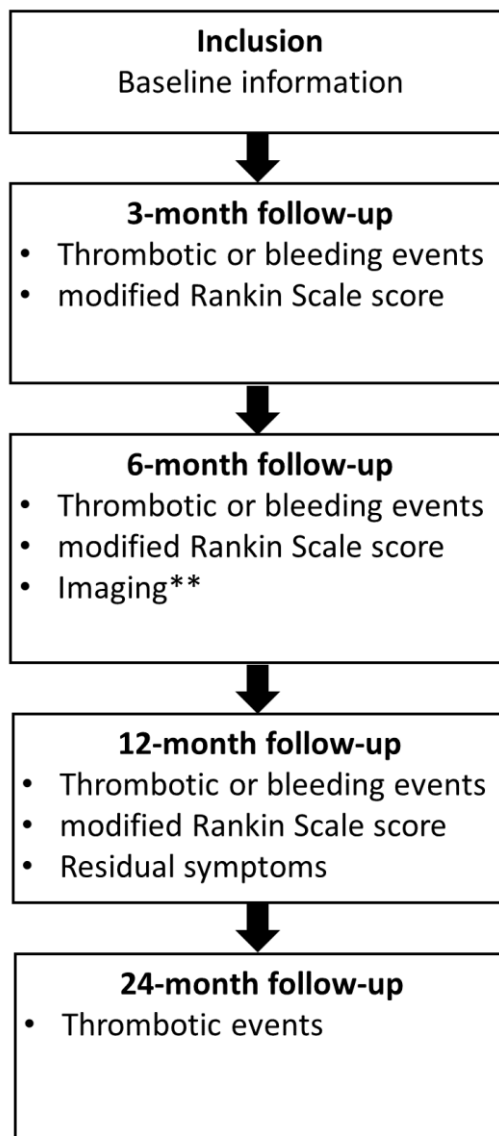 Inclusion
Baseline information
3-month follow-up
• Thrombotic or bleeding events
• modified Rankin Scale score
6-month follow-up
• Thrombotic or bleeding events
• modified Rankin Scale score
• Imaging**
12-month follow-up
• Thrombotic or bleeding events
• modified Rankin Scale score
• Residual symptoms
24-month follow-up
• Thrombotic events